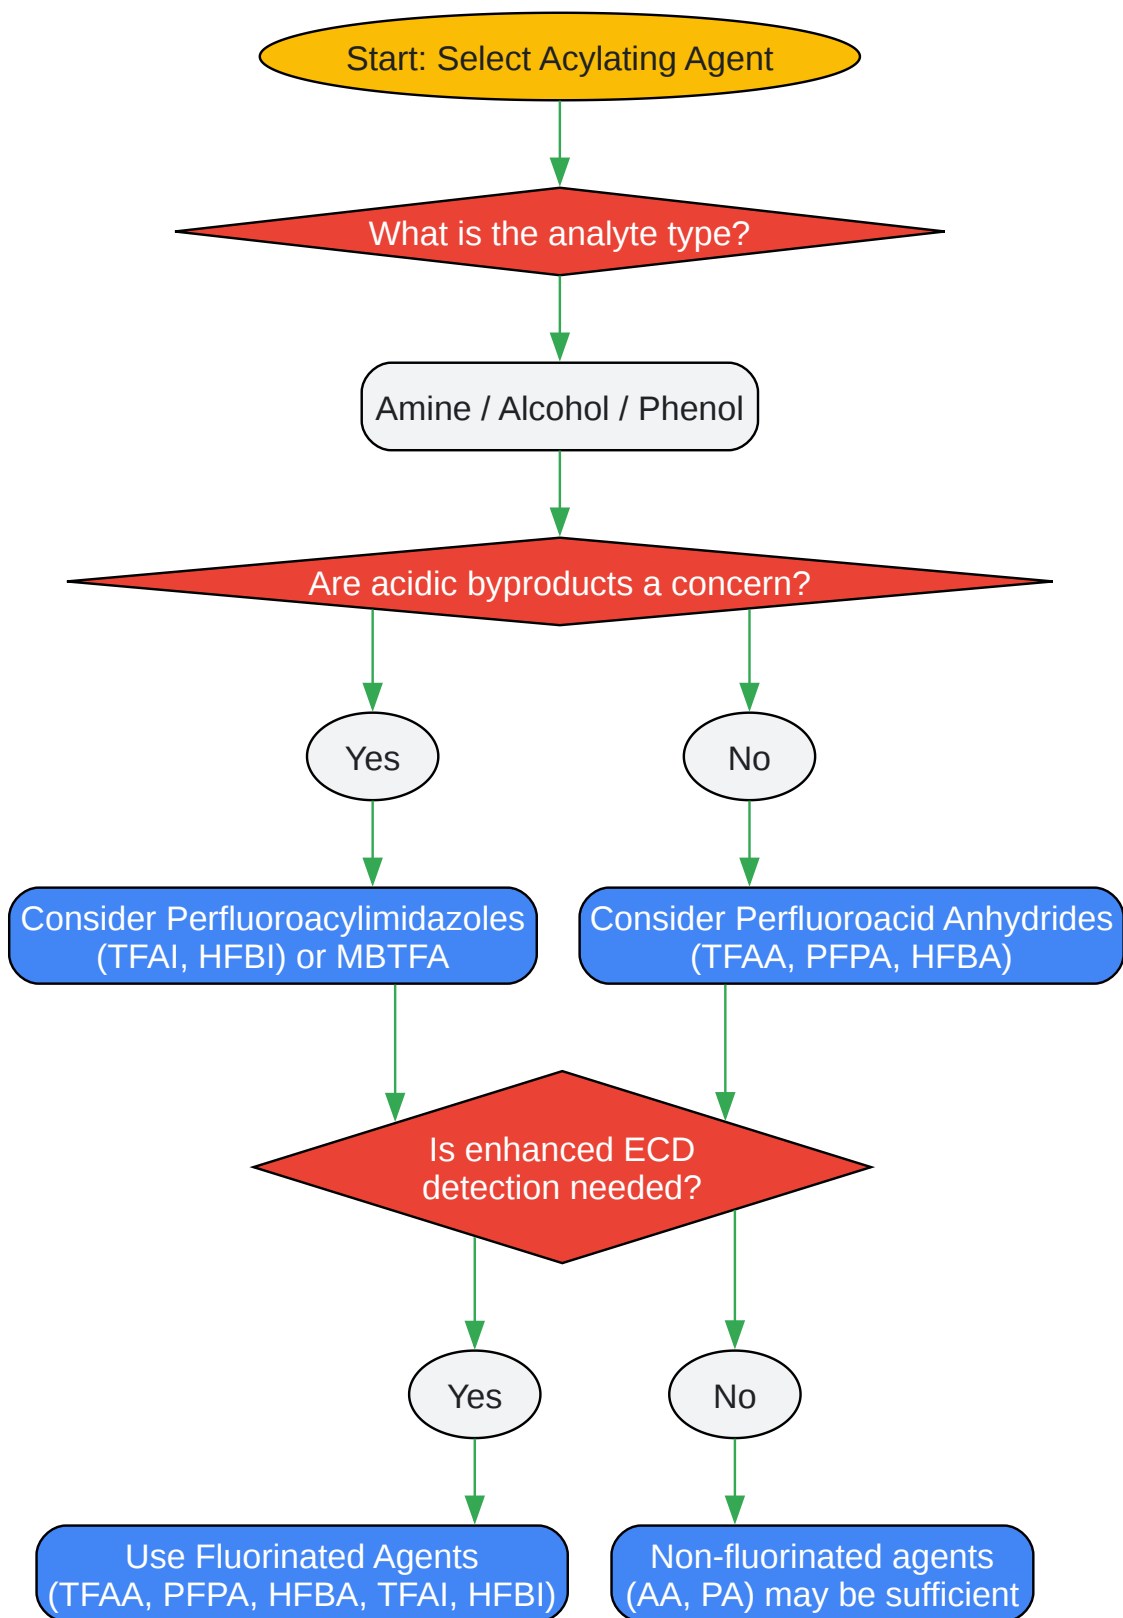 Start: Select Acylating Agent
What is the analyte type?
Amine / Alcohol / Phenol
Are acidic byproducts a concern?
Yes
No
Consider Perfluoroacylimidazoles
(TFAI, HFBI) or MBTFA
Consider Perfluoroacid Anhydrides
(TFAA, PFPA, HFBA)
Is enhanced ECD
detection needed?
Yes
No
Use Fluorinated Agents
(TFAA, PFPA, HFBA, TFAI, HFBI)
Non-fluorinated agents
(AA, PA) may be sufficient